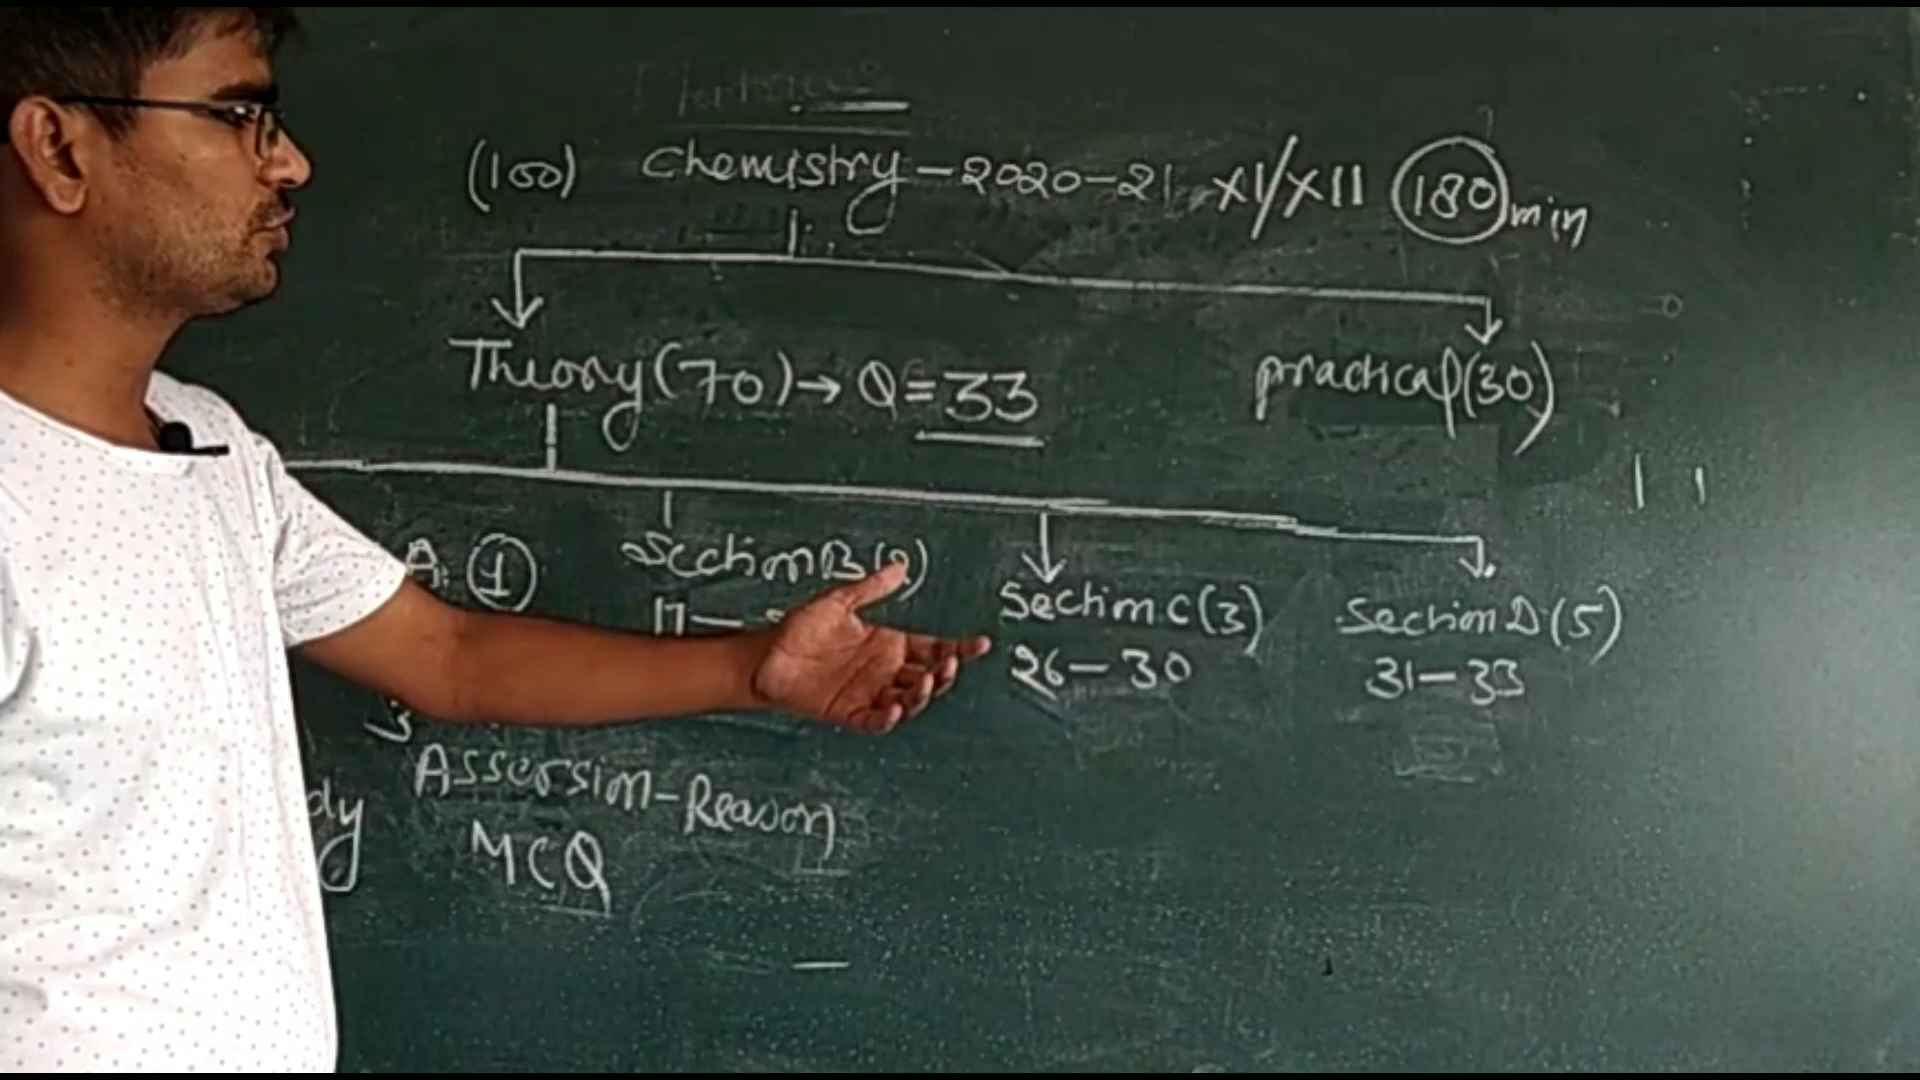 (100) Chemistry-2020-21 XI/XII (180)min
Theory(70)→Q=33
practical(30)
A. (1)
Section B(2)
17—
Section C(3)
26-30
Section D(5)
31-33
dy
Assersion-Reason
MCQ